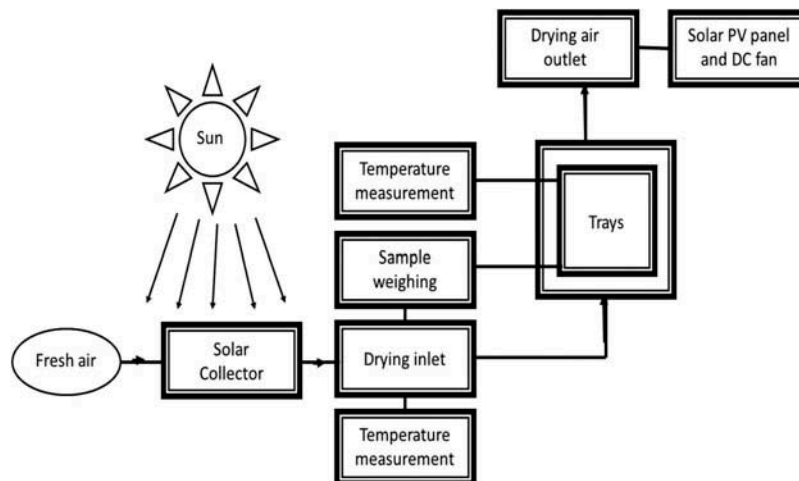 Drying air
outlet
Solar PV panel
and DC fan
Sun
Temperature
measurement
Trays
Sample
weighing
Fresh air
Solar
Collector
Drying inlet
Temperature
measurement